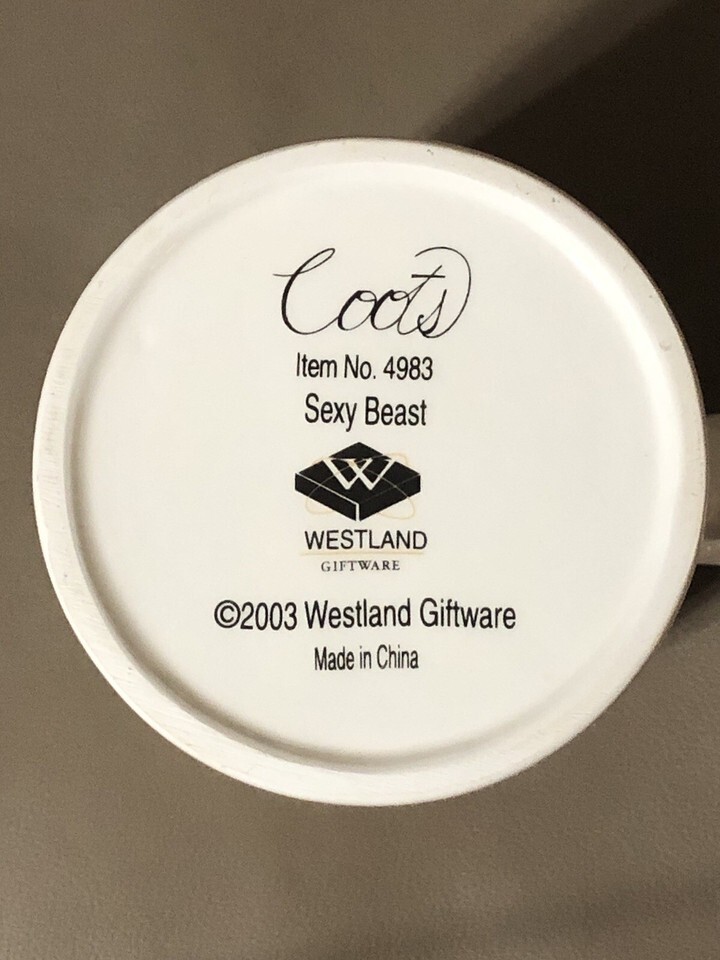 Coots
Item No. 4983
Sexy Beast
W
WESTLAND
GIFTWARE
©2003 Westland Giftware
Made in China